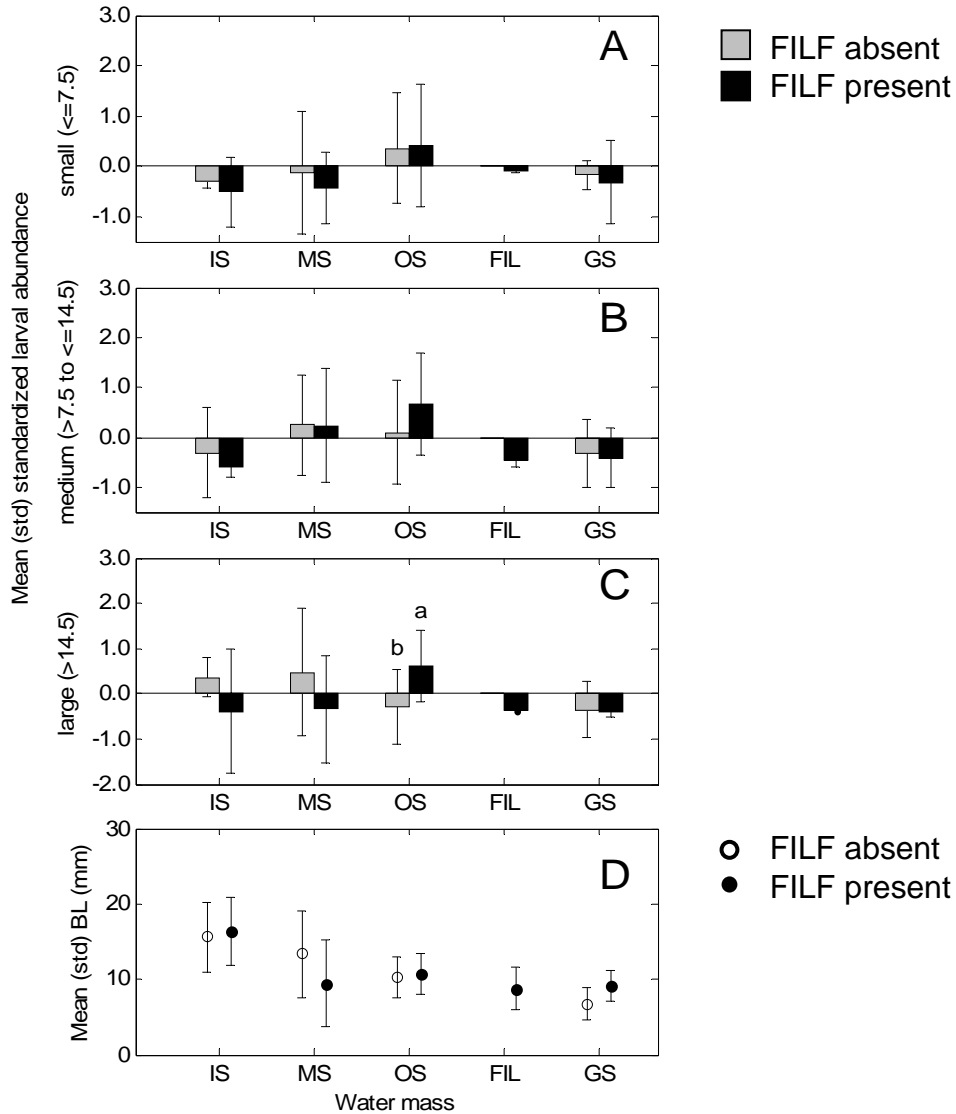 Mean (std) standardized larval abundance
small (<=7.5)
3.0
2.0
1.0
0.0
-1.0
A
IS MS OS FIL GS
FILF absent
FILF present
medium (>7.5 to <=14.5)
3.0
2.0
1.0
0.0
-1.0
B
IS MS OS FIL GS
large (>14.5)
3.0
2.0
1.0
0.0
-1.0
-2.0
C
b
a
IS MS OS FIL GS
Mean (std) BL (mm)
30
20
10
0
D
IS MS OS FIL GS
Water mass
FILF absent
FILF present